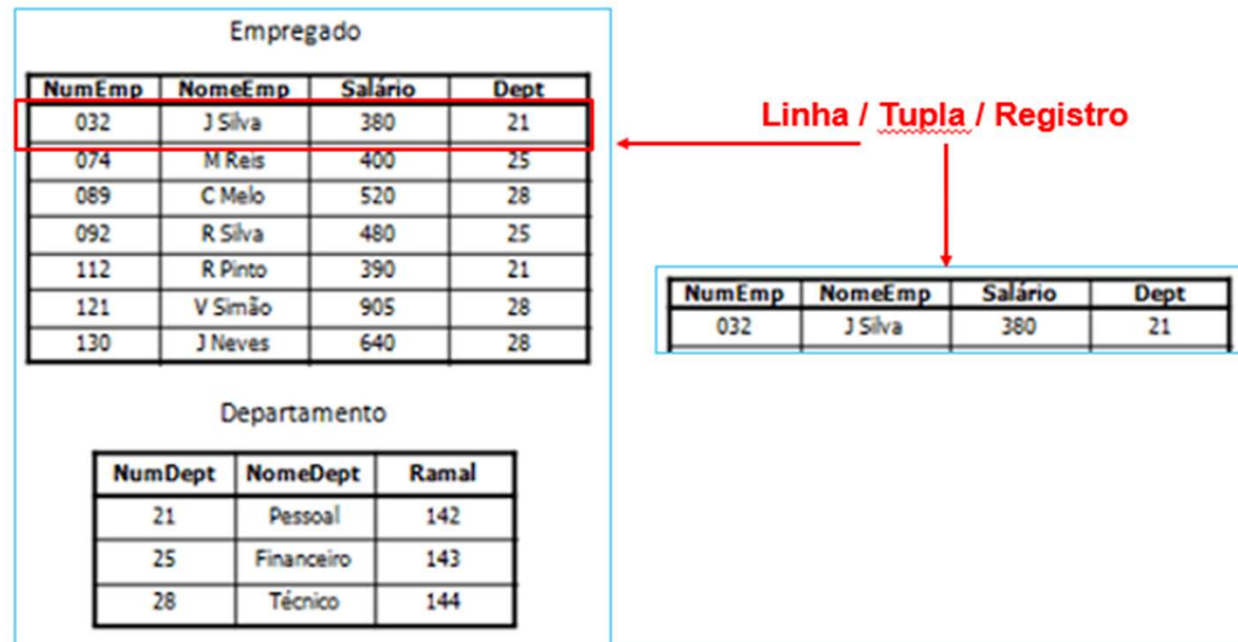 Empregado
NumEmp NomeEmp Salário Dept
032 J Silva 380 21
074 M Reis 400 25
089 C Melo 520 28
092 R Silva 480 25
112 R Pinto 390 21
121 V Simão 905 28
130 J Neves 640 28
Departamento
NumDept NomeDept Ramal
21 Pessoal 142
25 Financeiro 143
28 Técnico 144
Linha / Tupla / Registro
NumEmp NomeEmp Salário Dept
032 J Silva 380 21